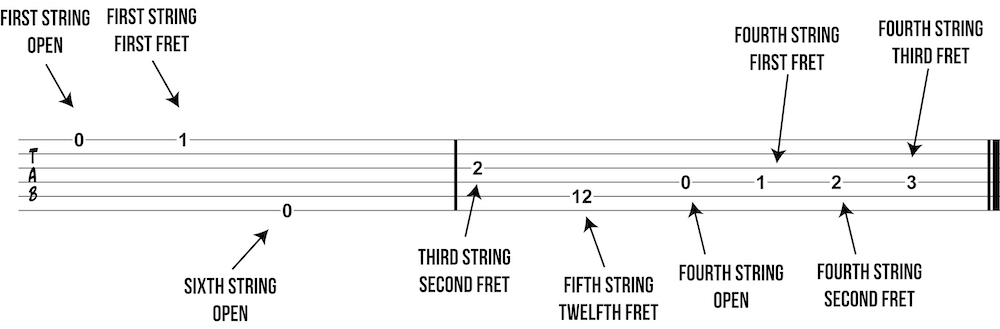 FIRST STRING
OPEN
FIRST STRING
FIRST FRET
FOURTH STRING
FIRST FRET
FOURTH STRING
THIRD FRET
T
A
B
0
1
0
2
12
0
1
2
3
SIXTH STRING
OPEN
THIRD STRING
SECOND FRET
FIFTH STRING
TWELFTH FRET
FOURTH STRING
OPEN
FOURTH STRING
SECOND FRET